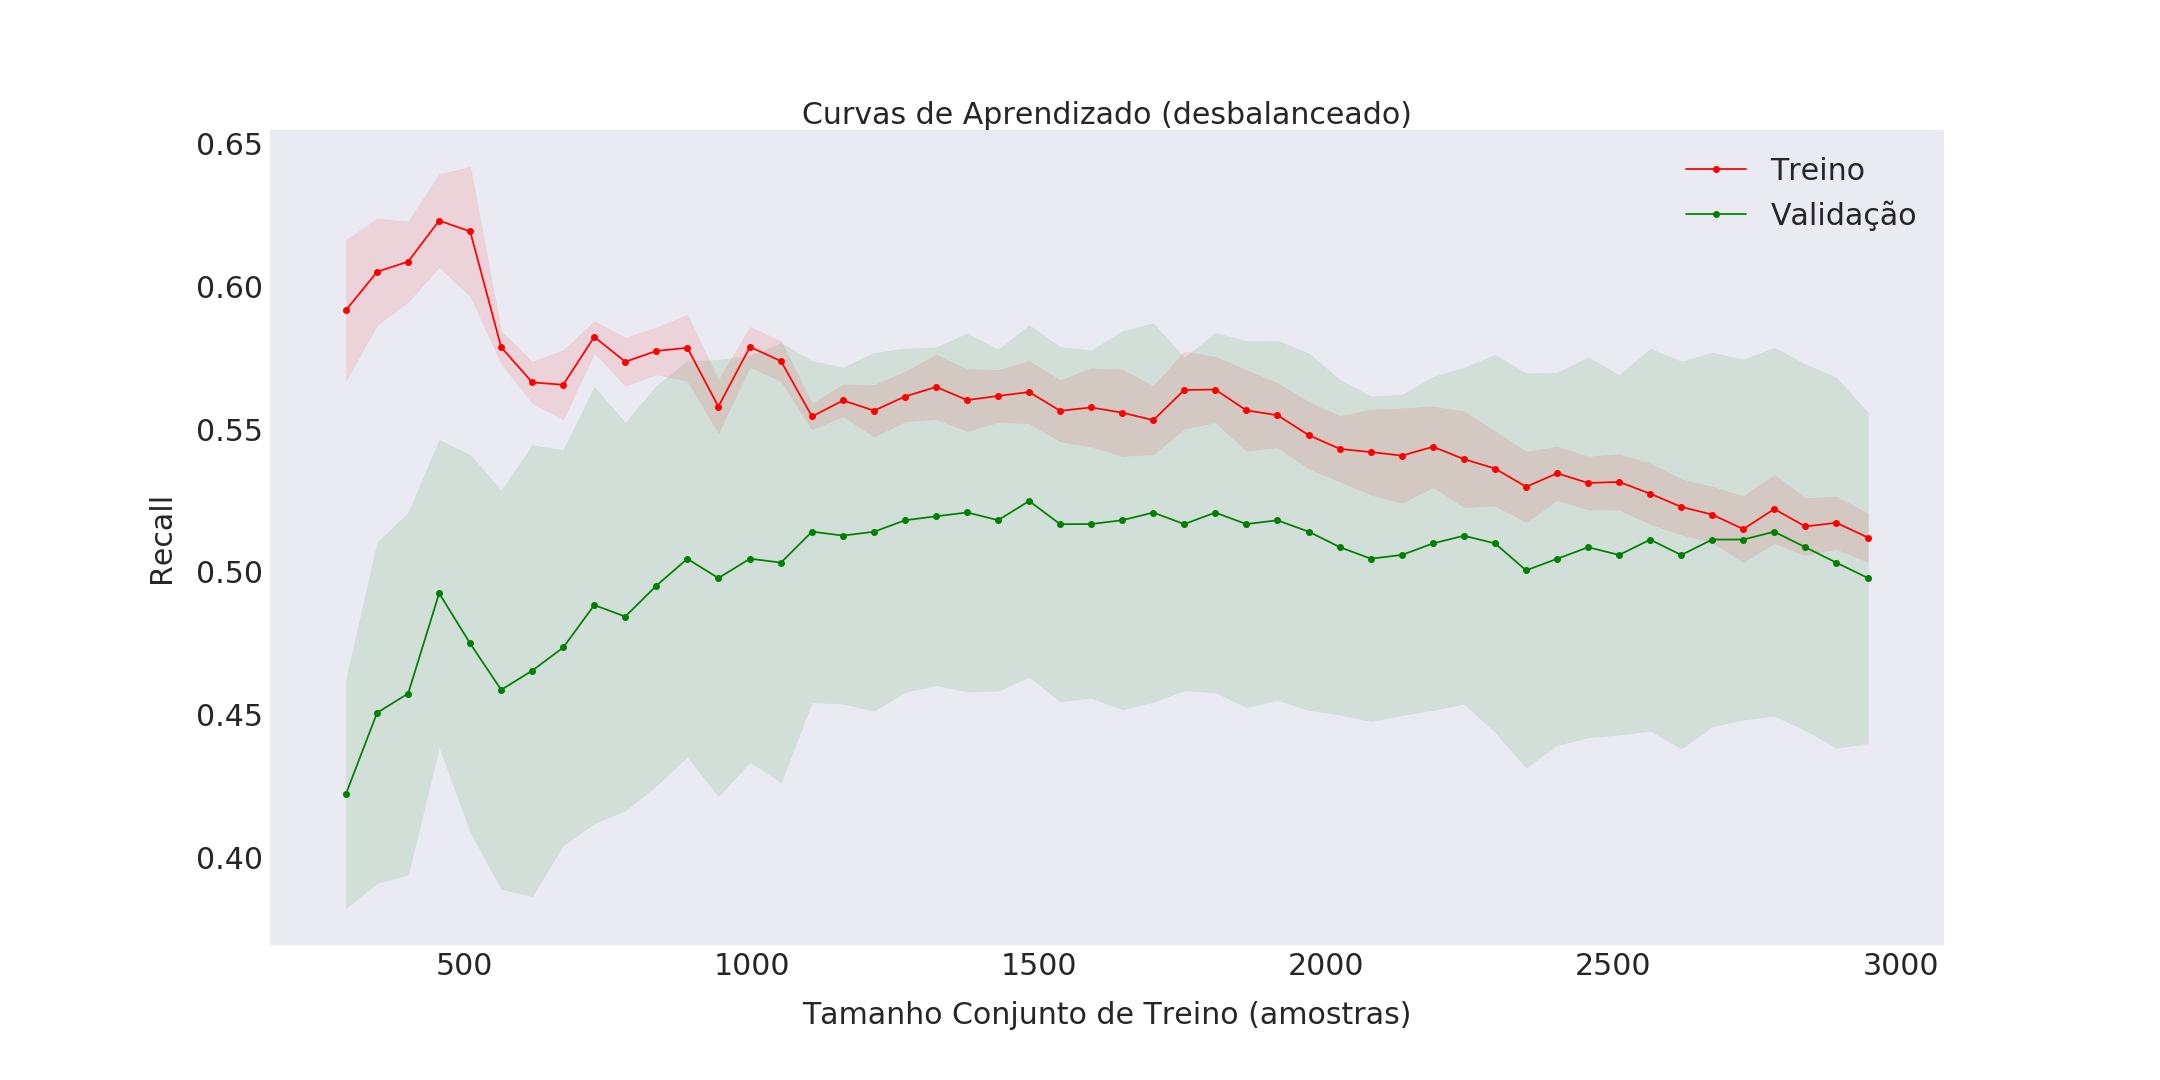 Curvas de Aprendizado (desbalanceado)
Treino
Validação
Recall
0.65
0.60
0.55
0.50
0.45
0.40
500 1000 1500 2000 2500 3000
Tamanho Conjunto de Treino (amostras)